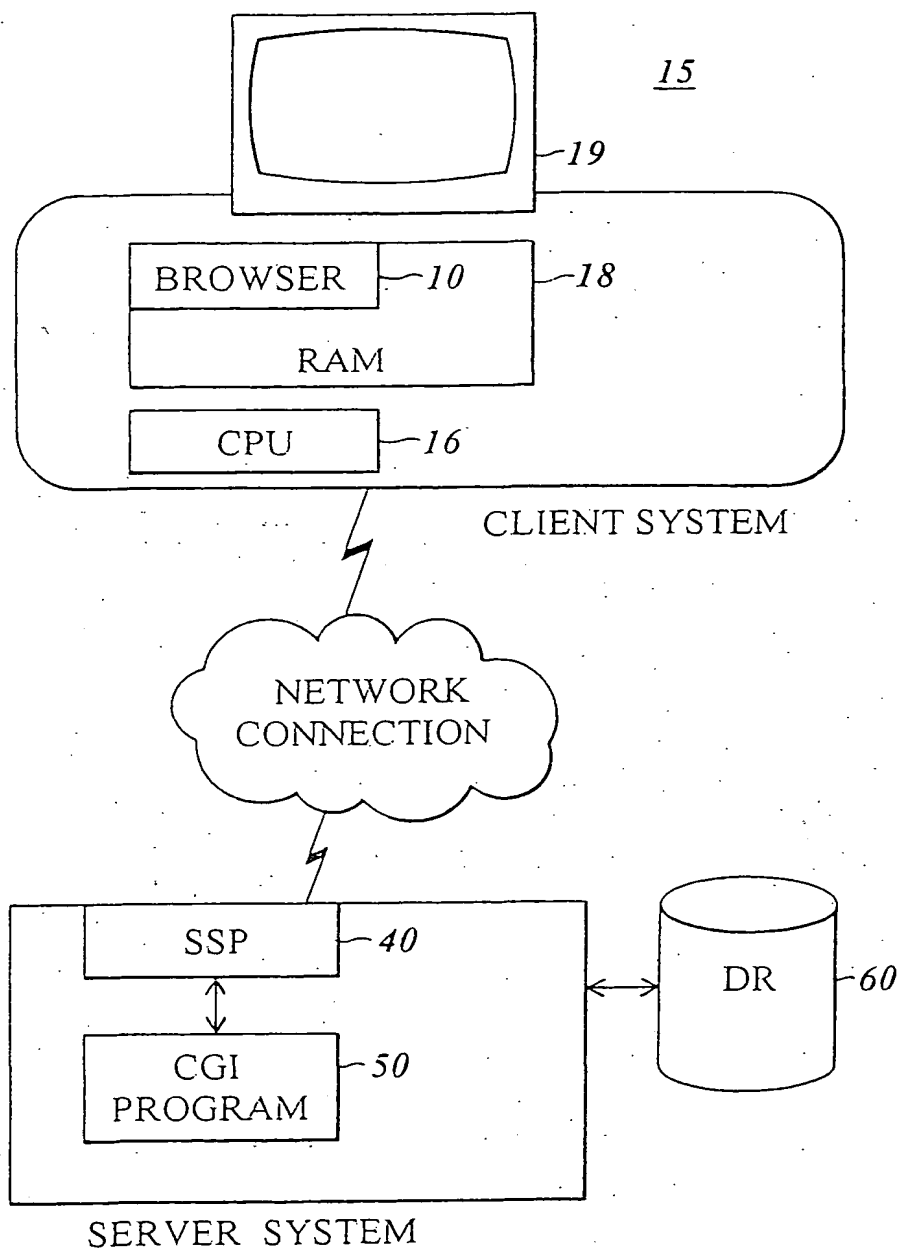 15
19
BROWSER
10
18
RAM
CPU
16
CLIENT SYSTEM
NETWORK
CONNECTION
SSP
40
DR
60
CGI
PROGRAM
50
SERVER SYSTEM